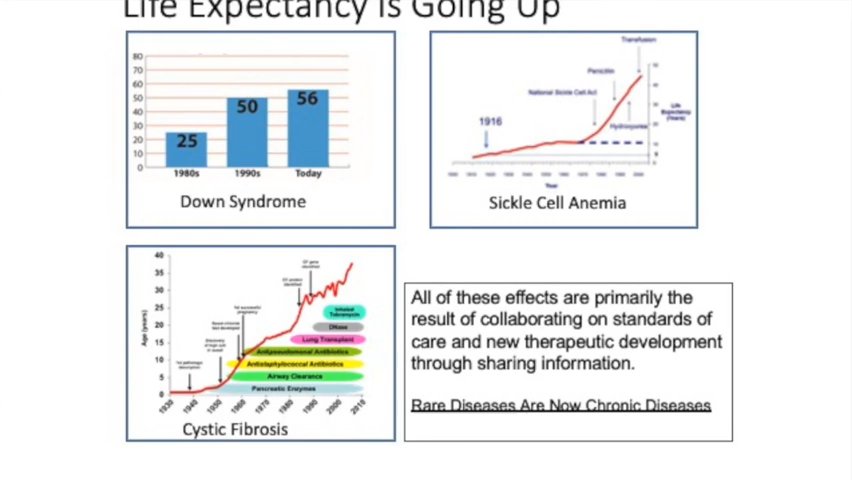 Life Expectancy Is Going Up
80
70
60
50
40
30
20
10
0
25
50
56
1980s
1990s
Today
Down Syndrome
Transfusion
Penicillin
National Sickle Cell Act
1916
Hydroxyurea
Life
Expectancy
(Years)
Year
Sickle Cell Anemia
40
35
30
25
20
15
10
5
0
Age (years)
Inhaled
Tobramycin
DNase
Lung Transplant
Antipseudomonal Antibiotics
Antistaphylococcal Antibiotics
Airway Clearance
Pancreatic Enzymes
1930
1940
1950
1960
1970
1980
1990
2000
2010
Cystic Fibrosis
All of these effects are primarily the
result of collaborating on standards of
care and new therapeutic development
through sharing information.
Rare Diseases Are Now Chronic Diseases